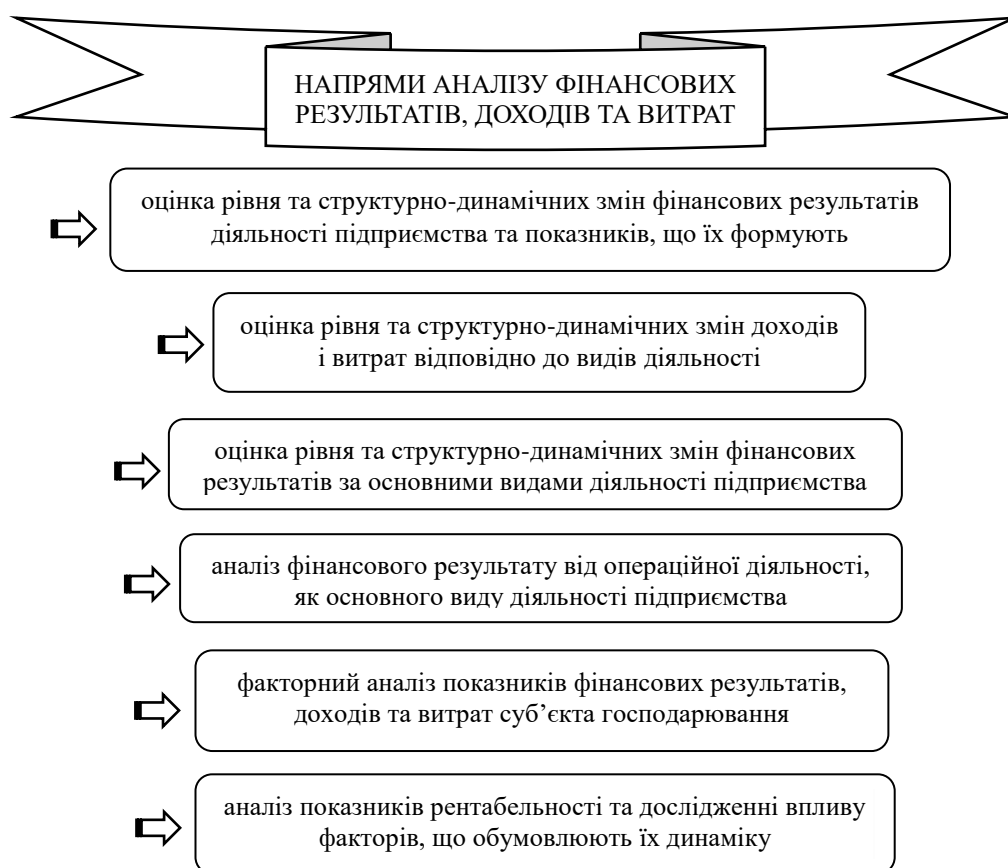 НАПРЯМИ АНАЛІЗУ ФІНАНСОВИХ
РЕЗУЛЬТАТІВ, ДОХОДІВ ТА ВИТРАТ
оцінка рівня та структурно-динамічних змін фінансових результатів
діяльності підприємства та показників, що їх формують
оцінка рівня та структурно-динамічних змін доходів
і витрат відповідно до видів діяльності
оцінка рівня та структурно-динамічних змін фінансових
результатів за основними видами діяльності підприємства
аналіз фінансового результату від операційної діяльності,
як основного виду діяльності підприємства
факторний аналіз показників фінансових результатів,
доходів та витрат суб’єкта господарювання
аналіз показників рентабельності та дослідженні впливу
факторів, що обумовлюють їх динаміку